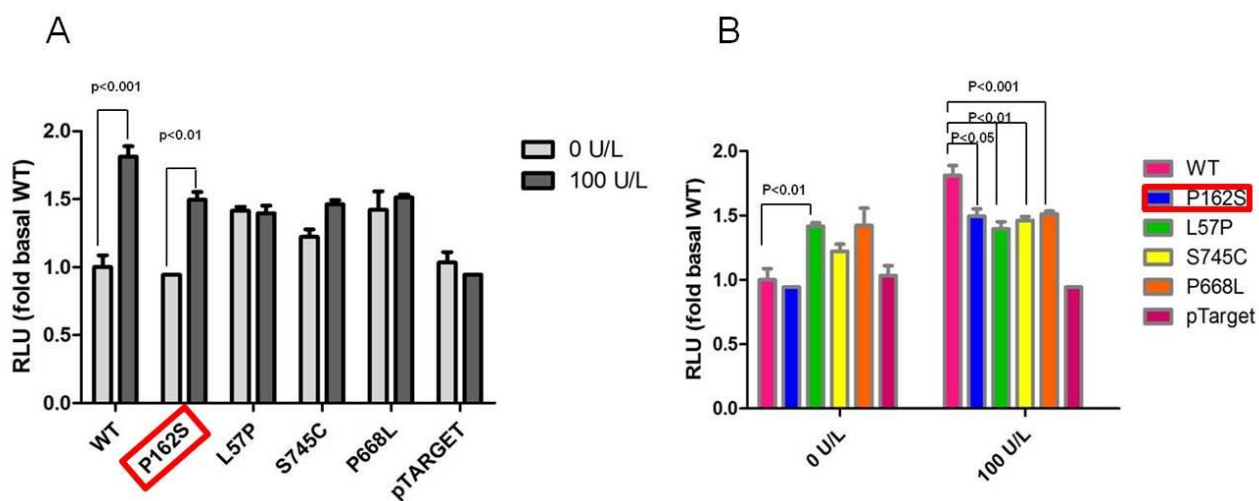 A
p<0.001
p<0.01
RLU (fold basal WT)
2.0
1.5
1.0
0.5
0.0
WT
P162S
L57P
S745C
P668L
pTARGET
0 U/L
100 U/L
B
P<0.001
P<0.01
P<0.05
P<0.01
RLU (fold basal WT)
2.0
1.5
1.0
0.5
0.0
0 U/L
100 U/L
WT
P162S
L57P
S745C
P668L
pTarget